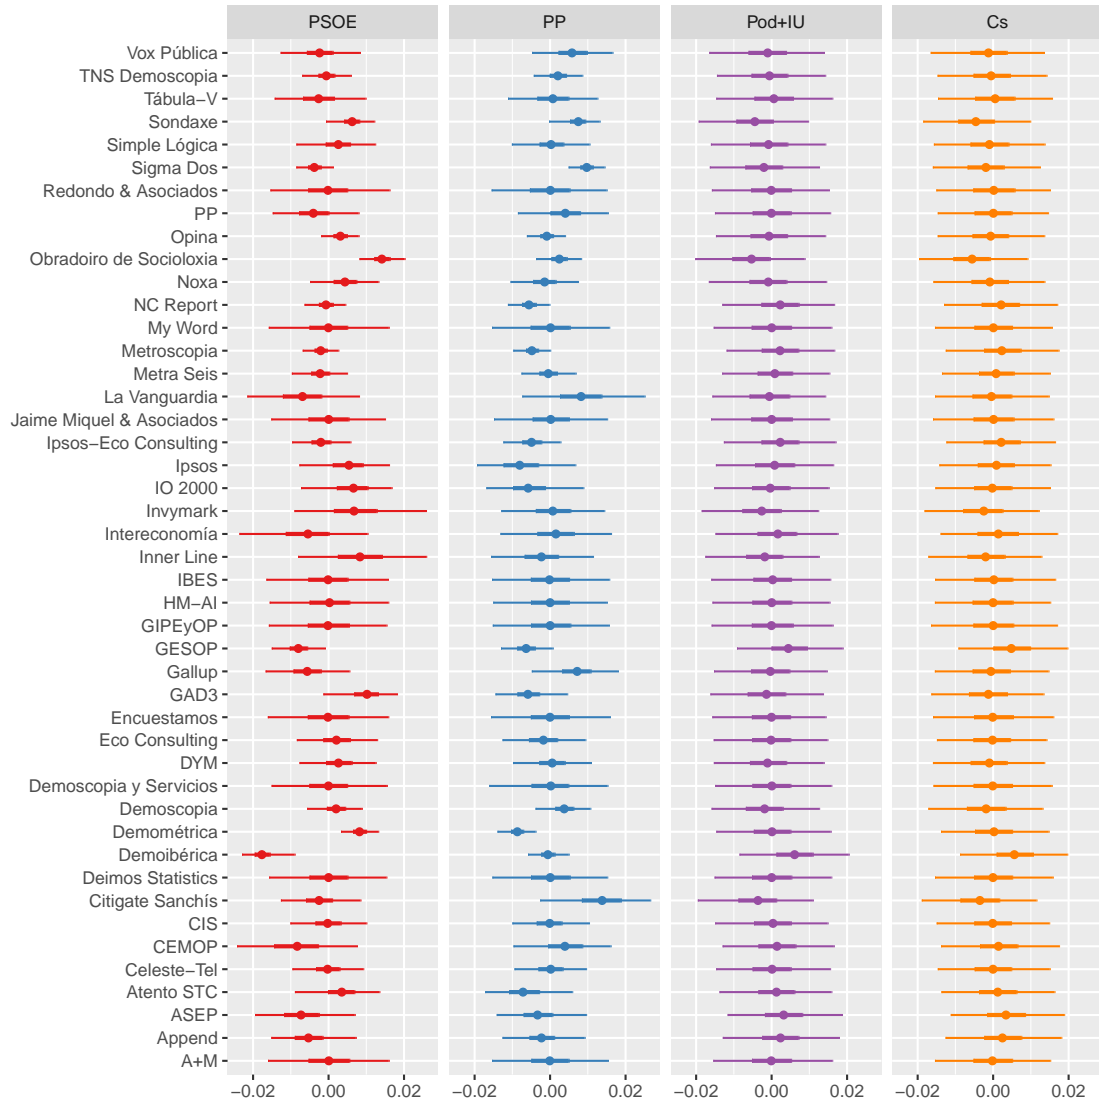 PSOE PP Pod+IU Cs
Vox Pública
TNS Demoscopia
Tábula−V
Sondaxe
Simple Lógica
Sigma Dos
Redondo & Asociados
PP
Opina
Obradoiro de Socioloxia
Noxa
NC Report
My Word
Metroscopia
Metra Seis
La Vanguardia
Jaime Miquel & Asociados
Ipsos−Eco Consulting
Ipsos
IO 2000
Invymark
Intereconomía
Inner Line
IBES
HM−AI
GIPEyOP
GESOP
Gallup
GAD3
Encuestamos
Eco Consulting
DYM
Demoscopia y Servicios
Demoscopia
Demométrica
Demoibérica
Deimos Statistics
Citigate Sanchís
CIS
CEMOP
Celeste−Tel
Atento STC
ASEP
Append
A+M
−0.02 0.00 0.02 −0.02 0.00 0.02 −0.02 0.00 0.02 −0.02 0.00 0.02